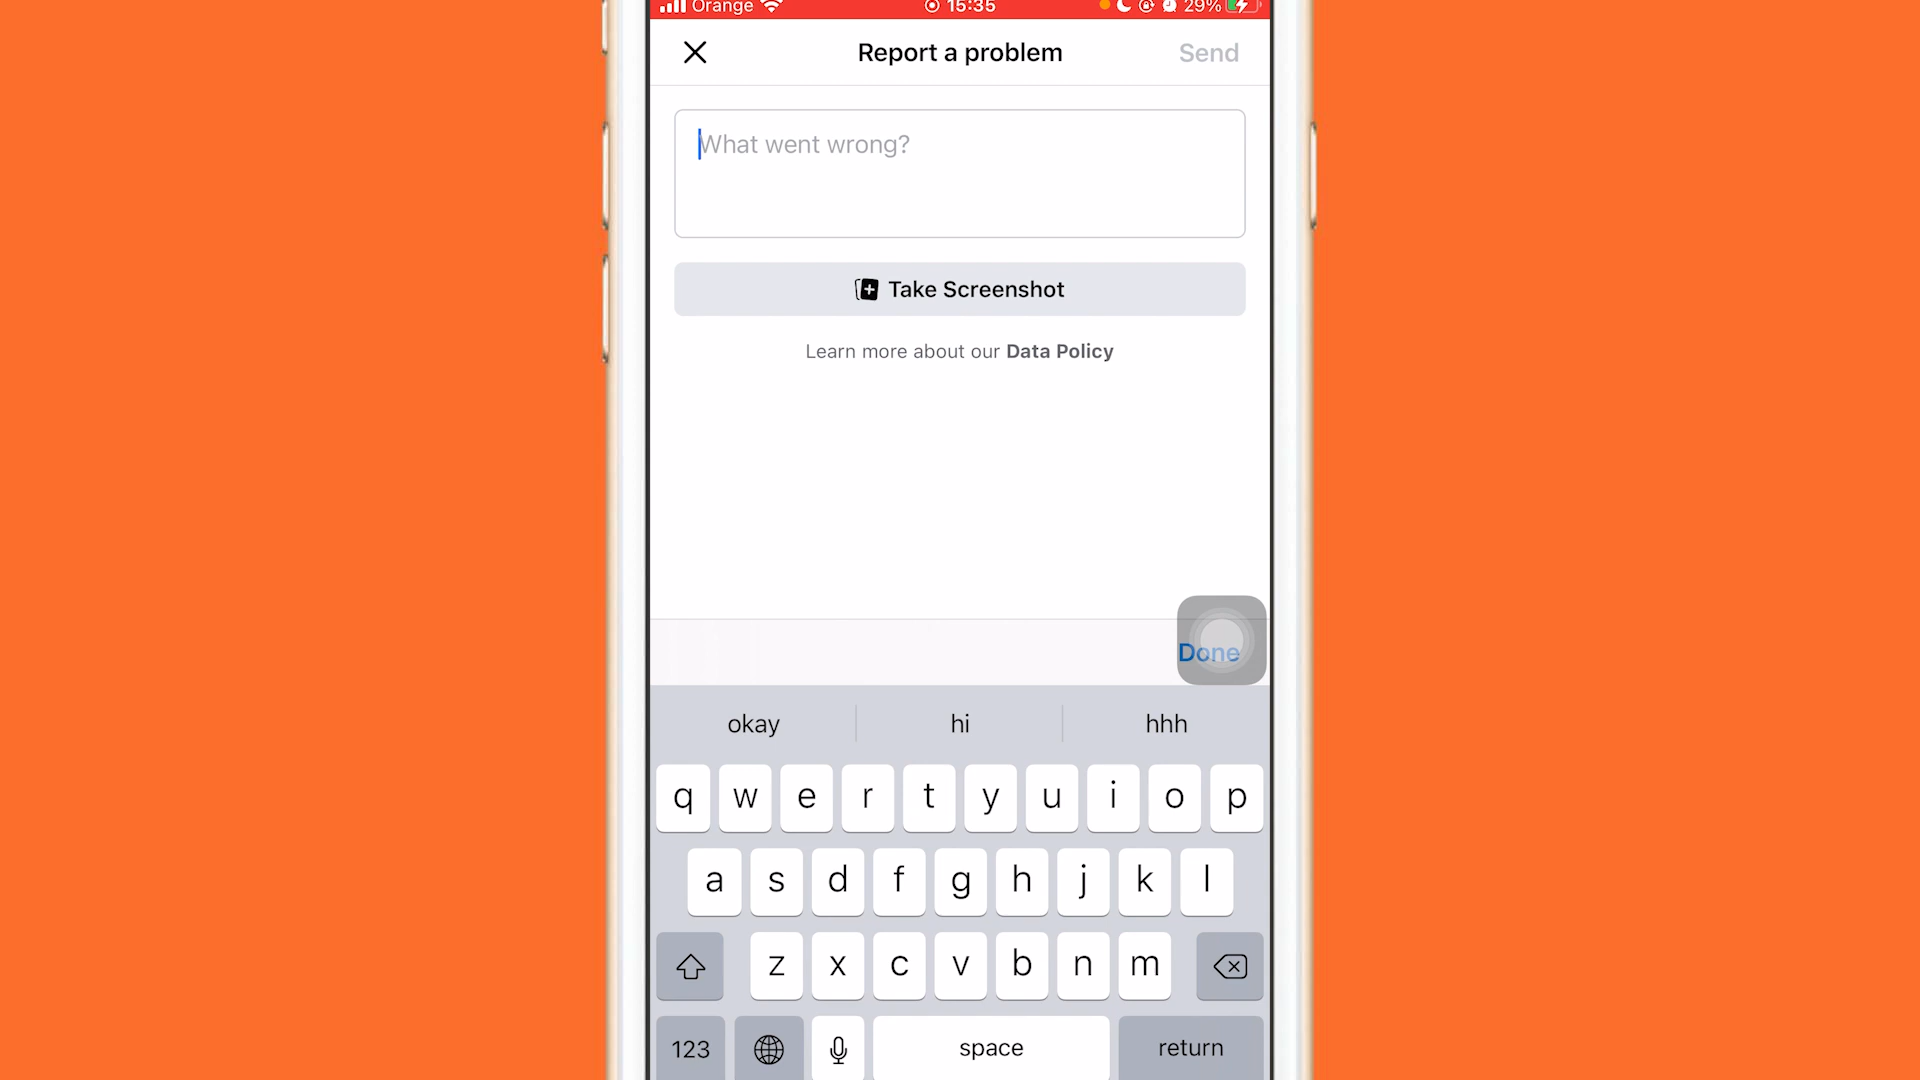 Orange 15:35 29%
Report a problem Send
What went wrong?
Take Screenshot
Learn more about our Data Policy
Done
okay hi hhh
q w e r t y u i o p
a s d f g h j k l
z x c v b n m
123 space return